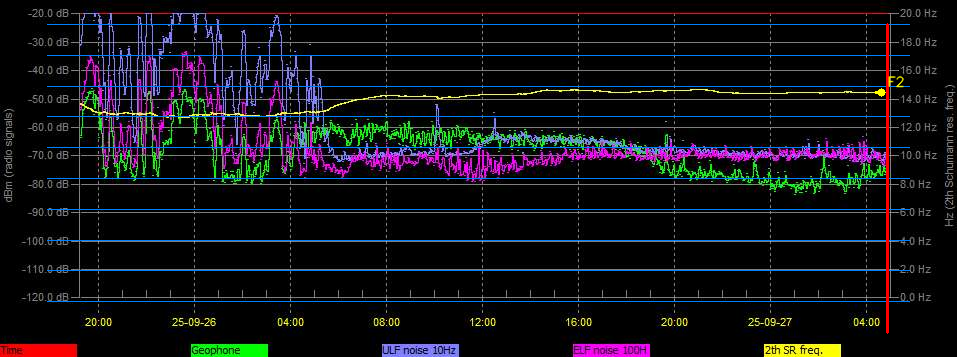 -20.0 dB 20.0 Hz
-30.0 dB 18.0 Hz
-40.0 dB 16.0 Hz
F2
-50.0 dB 14.0 Hz
-60.0 dB 12.0 Hz
-70.0 dB 10.0 Hz
-80.0 dB 8.0 Hz
-90.0 dB 6.0 Hz
-100.0 dB 4.0 Hz
-110.0 dB 2.0 Hz
-120.0 dB 0.0 Hz
dBm (radio signals)
Hz (2th Schumann res. freq.)
20:00 25-09-26 04:00 08:00 12:00 16:00 20:00 25-09-27 04:00
Time Geophone ULF noise 10Hz ELF noise 100H 2th SR freq.